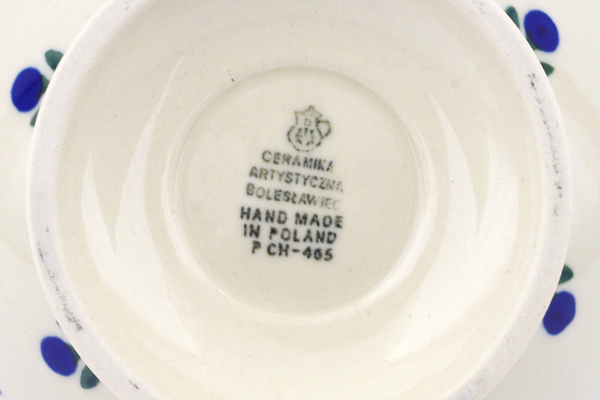 CERAMIKA
ARTYSTYCZNA
BOLESŁAWIEC
HAND MADE
IN POLAND
P CH-465